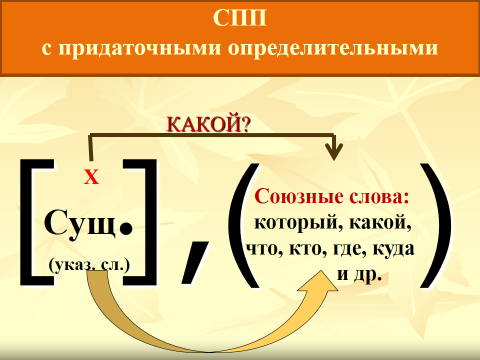 СПП
с придаточными определительными
КАКОЙ?
[ х Сущ. (указ. сл.) ] , ( Союзные слова:
который, какой,
что, кто, где, куда
и др. )